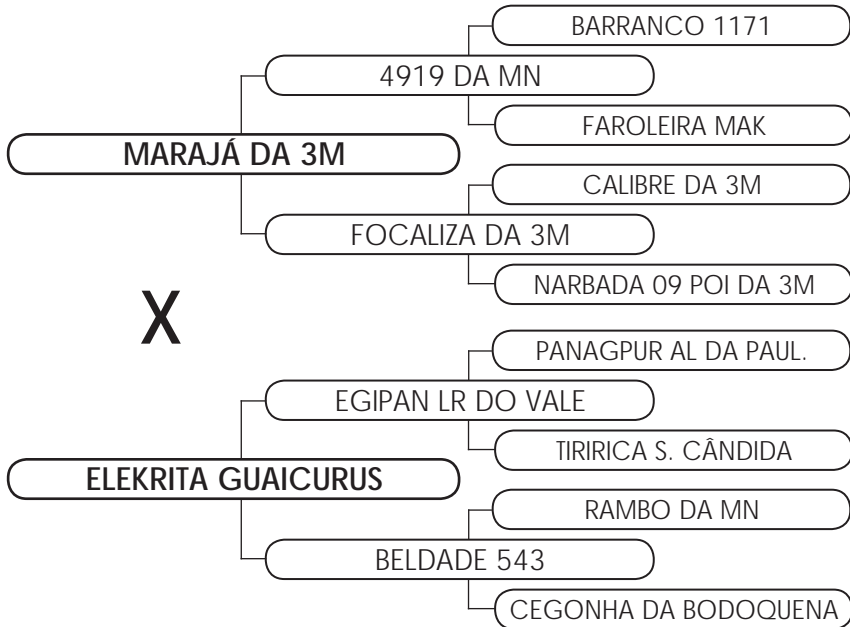 BARRANCO 1171
4919 DA MN
FAROLEIRA MAK
MARAJÁ DA 3M
CALIBRE DA 3M
FOCALIZA DA 3M
NARBADA 09 POI DA 3M
X
PANAGPUR AL DA PAUL.
EGIPAN LR DO VALE
TIRIRICA S. CÂNDIDA
ELEKRITA GUAICURUS
RAMBO DA MN
BELDADE 543
CEGONHA DA BODOQUENA